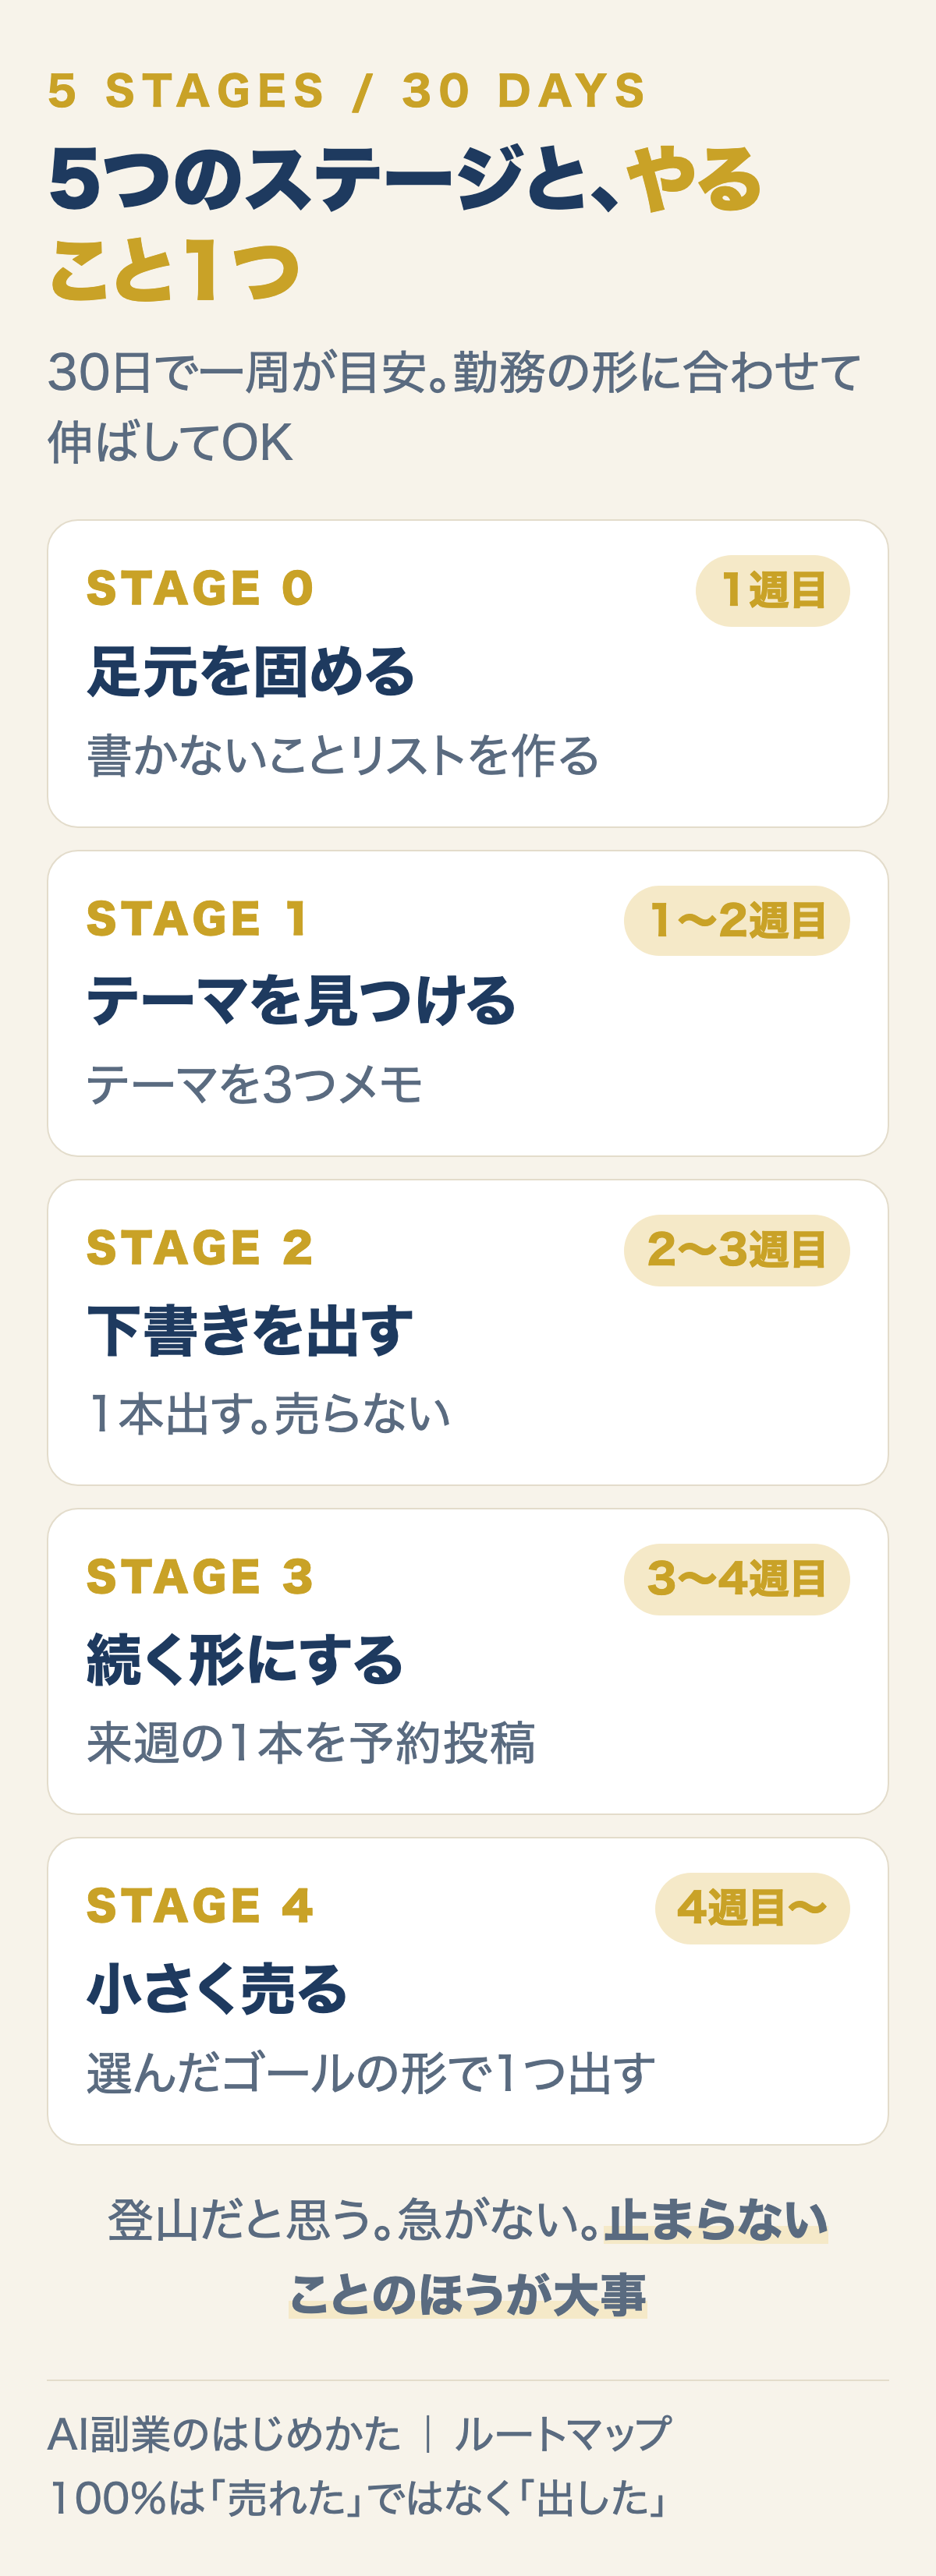 5 STAGES / 30 DAYS
5つのステージと、やる
こと1つ
30日で一周が目安。勤務の形に合わせて
伸ばしてOK
STAGE 0
1週目
足元を固める
書かないことリストを作る
STAGE 1
1〜2週目
テーマを見つける
テーマを3つメモ
STAGE 2
2〜3週目
下書きを出す
1本出す。売らない
STAGE 3
3〜4週目
続く形にする
来週の1本を予約投稿
STAGE 4
4週目〜
小さく売る
選んだゴールの形で1つ出す
登山だと思う。急がない。止まらない
ことのほうが大事
AI副業のはじめかた｜ルートマップ
100%は「売れた」ではなく「出した」